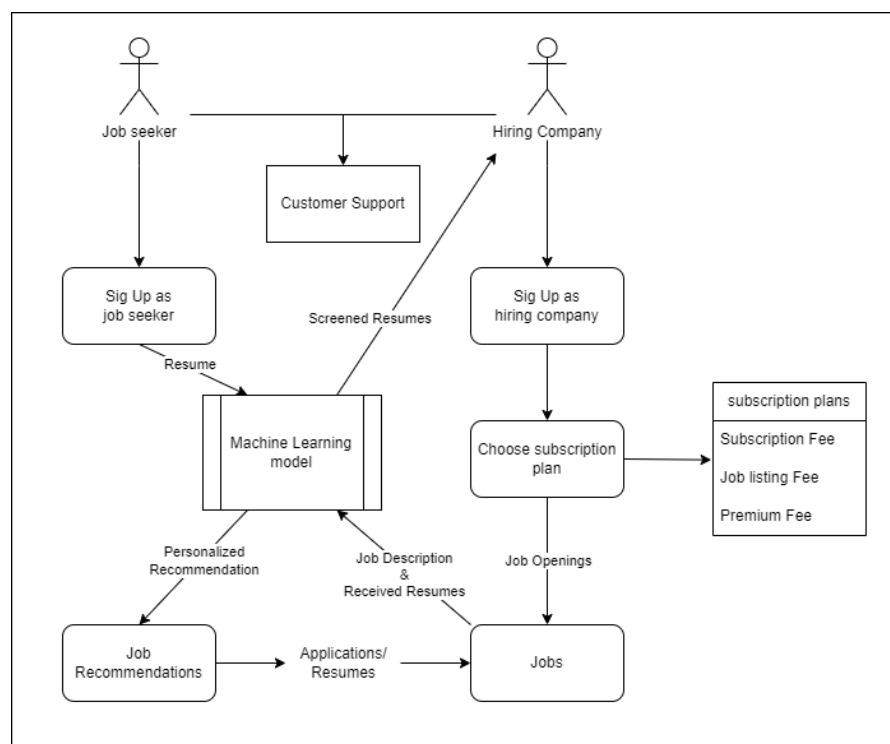 Job seeker
Hiring Company
Customer Support
Sig Up as
job seeker
Sig Up as
hiring company
Screened Resumes
Resume
Machine Learning
model
Choose subscription
plan
subscription plans
Subscription Fee
Job listing Fee
Premium Fee
Personalized
Recommendation
Job Description
&
Received Resumes
Job Openings
Job
Recommendations
Applications/
Resumes
Jobs